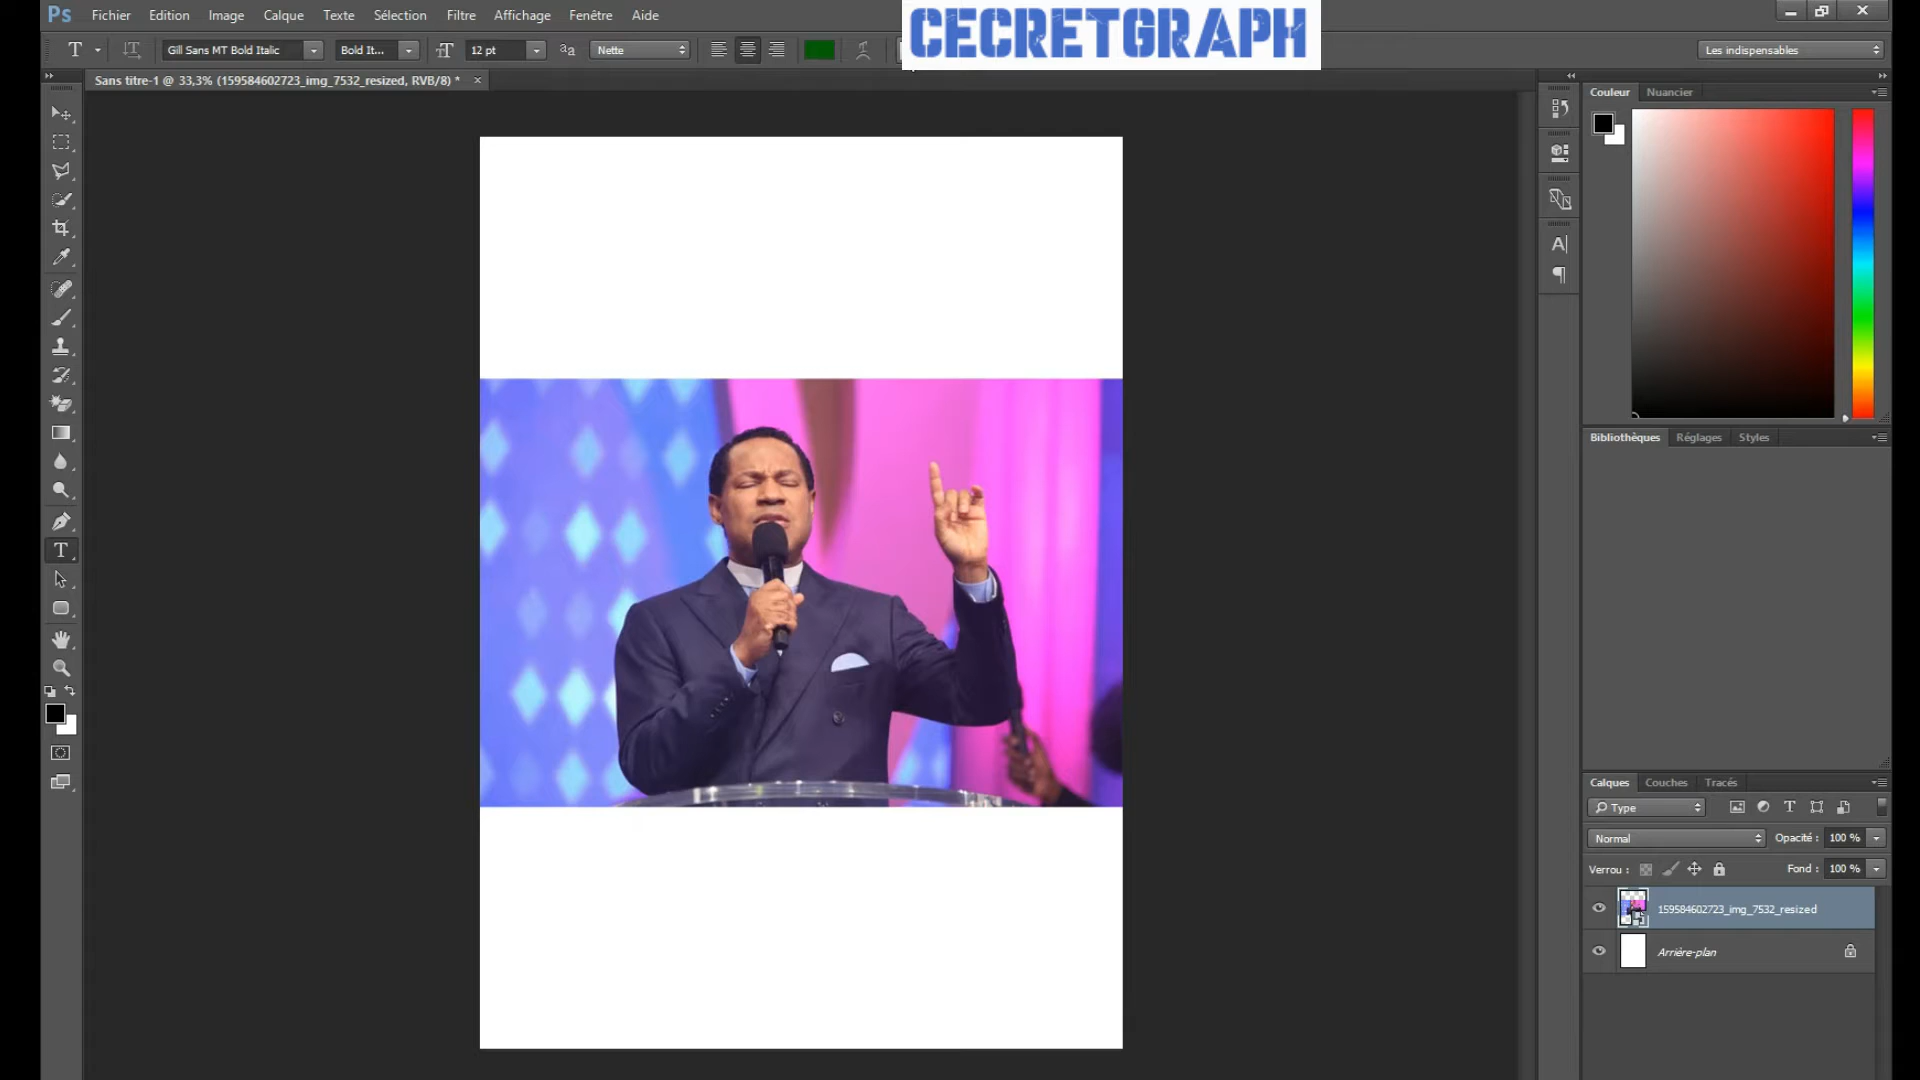 Ps Fichier Edition Image Calque Texte Sélection Filtre Affichage Fenêtre Aide
CECRETGRAPH
T Gill Sans MT Bold Italic Bold It... 12 pt aa Nette Les indispensables
Sans titre-1 @ 33,3% (159584602723_img_7532_resized, RVB/8) *
Couleur Nuancier
A
T
Bibliothèques Réglages Styles
Calques Couches Tracés
Type T
Normal Opacité : 100 %
Verrou : Fond : 100 %
159584602723_img_7532_resized
Arrière-plan